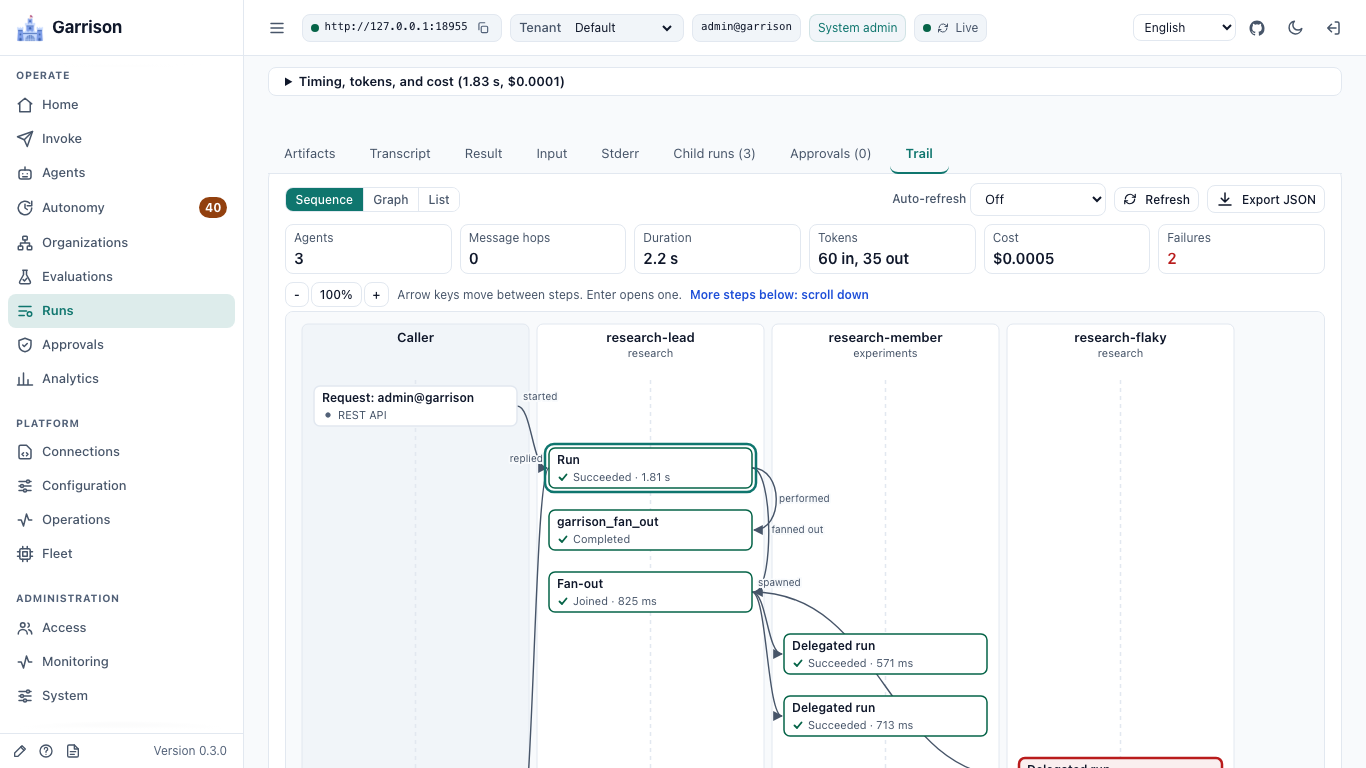 Garrison
http://127.0.0.1:18955
Tenant Default
admin@garrison
System admin
Live
English
OPERATE
Home
Invoke
Agents
Autonomy 40
Organizations
Evaluations
Runs
Approvals
Analytics
PLATFORM
Connections
Configuration
Operations
Fleet
ADMINISTRATION
Access
Monitoring
System
Version 0.3.0
Timing, tokens, and cost (1.83 s, $0.0001)
Artifacts Transcript Result Input Stderr Child runs (3) Approvals (0) Trail
Sequence Graph List
Auto-refresh Off Refresh Export JSON
Agents
3
Message hops
0
Duration
2.2 s
Tokens
60 in, 35 out
Cost
$0.0005
Failures
2
- 100% + Arrow keys move between steps. Enter opens one. More steps below: scroll down
Caller
research-lead
research
research-member
experiments
research-flaky
research
Request: admin@garrison
REST API
started
replied
Run
Succeeded · 1.81 s
performed
garrison_fan_out
Completed
fanned out
Fan-out
Joined · 825 ms
spawned
Delegated run
Succeeded · 571 ms
Delegated run
Succeeded · 713 ms
Delegated run